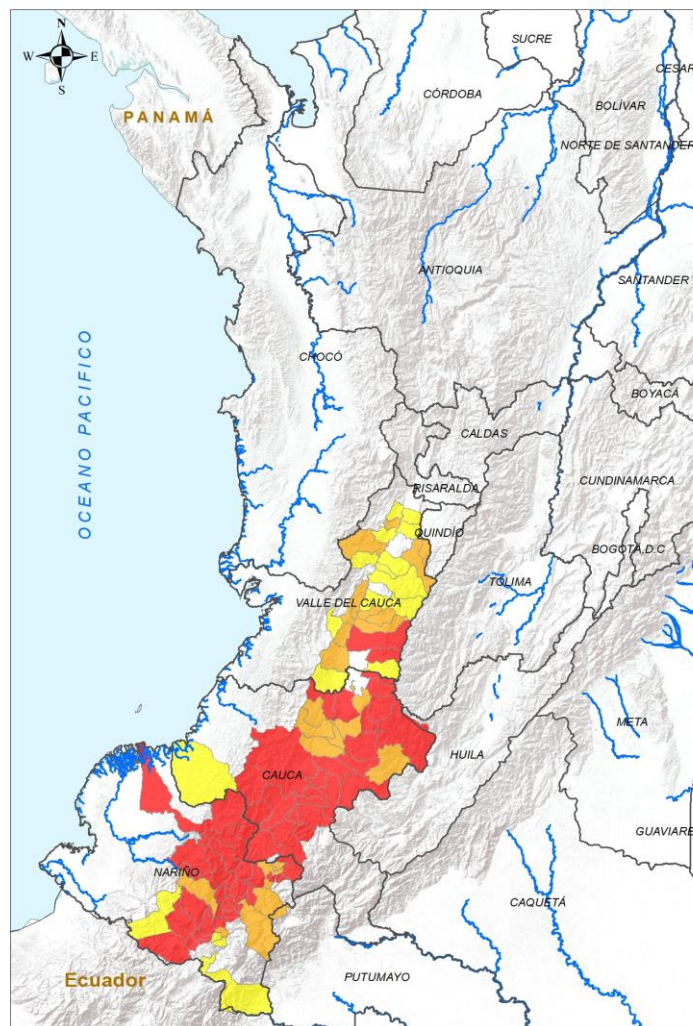 N
W E
S
SUCRE
CESAR
CÓRDOBA
BOLÍVAR
PANAMÁ
NORTE DE SANTANDER
ANTIOQUIA
SANTANDER
OCEANO PACIFICO
CHOCÓ
BOYACÁ
CALDAS
CUNDINAMARCA
RISARALDA
QUINDÍO
BOGOTÁ,D.C
TOLIMA
VALLE DEL CAUCA
META
HUILA
CAUCA
GUAVIARE
NARIÑO
CAQUETÁ
Ecuador
PUTUMAYO